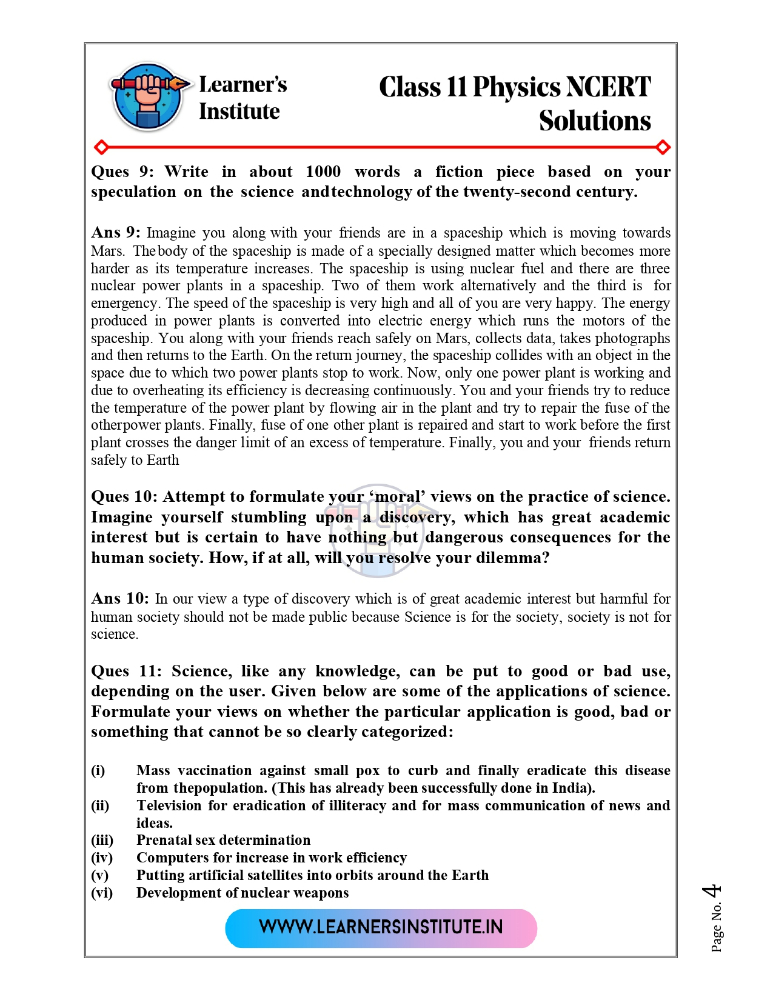 Learner's
Institute
Class 11 Physics NCERT
Solutions
Ques 9: Write in about 1000 words a fiction piece based on your
speculation on the science andtechnology of the twenty-second century.
Ans 9: Imagine you along with your friends are in a spaceship which is moving towards
Mars. Thebody of the spaceship is made of a specially designed matter which becomes more
harder as its temperature increases. The spaceship is using nuclear fuel and there are three
nuclear power plants in a spaceship. Two of them work alternatively and the third is for
emergency. The speed of the spaceship is very high and all of you are very happy. The energy
produced in power plants is converted into electric energy which runs the motors of the
spaceship. You along with your friends reach safely on Mars, collects data, takes photographs
and then returns to the Earth. On the return journey, the spaceship collides with an object in the
space due to which two power plants stop to work. Now, only one power plant is working and
due to overheating its efficiency is decreasing continuously. You and your friends try to reduce
the temperature of the power plant by flowing air in the plant and try to repair the fuse of the
otherpower plants. Finally, fuse of one other plant is repaired and start to work before the first
plant crosses the danger limit of an excess of temperature. Finally, you and your friends return
safely to Earth
Ques 10: Attempt to formulate your ‘moral’ views on the practice of science.
Imagine yourself stumbling upon a discovery, which has great academic
interest but is certain to have nothing but dangerous consequences for the
human society. How, if at all, will you resolve your dilemma?
Ans 10: In our view a type of discovery which is of great academic interest but harmful for
human society should not be made public because Science is for the society, society is not for
science.
Ques 11: Science, like any knowledge, can be put to good or bad use,
depending on the user. Given below are some of the applications of science.
Formulate your views on whether the particular application is good, bad or
something that cannot be so clearly categorized:
(i) Mass vaccination against small pox to curb and finally eradicate this disease
from thepopulation. (This has already been successfully done in India).
(ii) Television for eradication of illiteracy and for mass communication of news and
ideas.
(iii) Prenatal sex determination
(iv) Computers for increase in work efficiency
(v) Putting artificial satellites into orbits around the Earth
(vi) Development of nuclear weapons
WWW.LEARNERSINSTITUTE.IN
Page No. 4